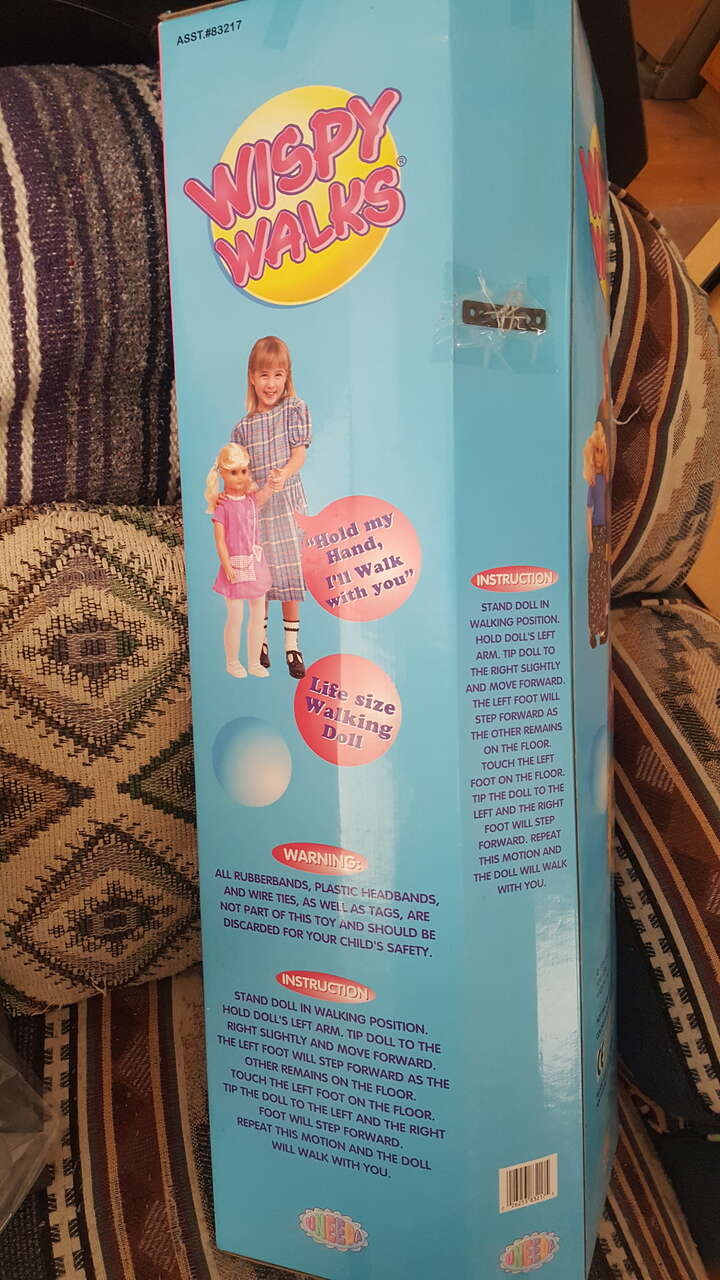 ASST.#83217
WISPY
WALKS®
"Hold my
Hand,
I'll Walk
with you"
Life size
Walking
Doll
WARNING:
ALL RUBBERBANDS, PLASTIC HEADBANDS,
AND WIRE TIES, AS WELL AS TAGS, ARE
NOT PART OF THIS TOY AND SHOULD BE
DISCARDED FOR YOUR CHILD'S SAFETY.
INSTRUCTION
STAND DOLL IN WALKING POSITION.
HOLD DOLL'S LEFT ARM. TIP DOLL TO THE
RIGHT SLIGHTLY AND MOVE FORWARD.
THE LEFT FOOT WILL STEP FORWARD AS THE
OTHER REMAINS ON THE FLOOR.
TOUCH THE LEFT FOOT ON THE FLOOR.
TIP THE DOLL TO THE LEFT AND THE RIGHT
FOOT WILL STEP FORWARD.
REPEAT THIS MOTION AND THE DOLL
WILL WALK WITH YOU.
UNEEDA
INSTRUCTION
STAND DOLL IN
WALKING POSITION.
HOLD DOLL'S LEFT
ARM. TIP DOLL TO
THE RIGHT SLIGHTLY
AND MOVE FORWARD.
THE LEFT FOOT WILL
STEP FORWARD AS
THE OTHER REMAINS
ON THE FLOOR.
TOUCH THE LEFT
FOOT ON THE FLOOR.
TIP THE DOLL TO THE
LEFT AND THE RIGHT
FOOT WILL STEP
FORWARD. REPEAT
THIS MOTION AND
THE DOLL WILL WALK
WITH YOU.
UNEEDA